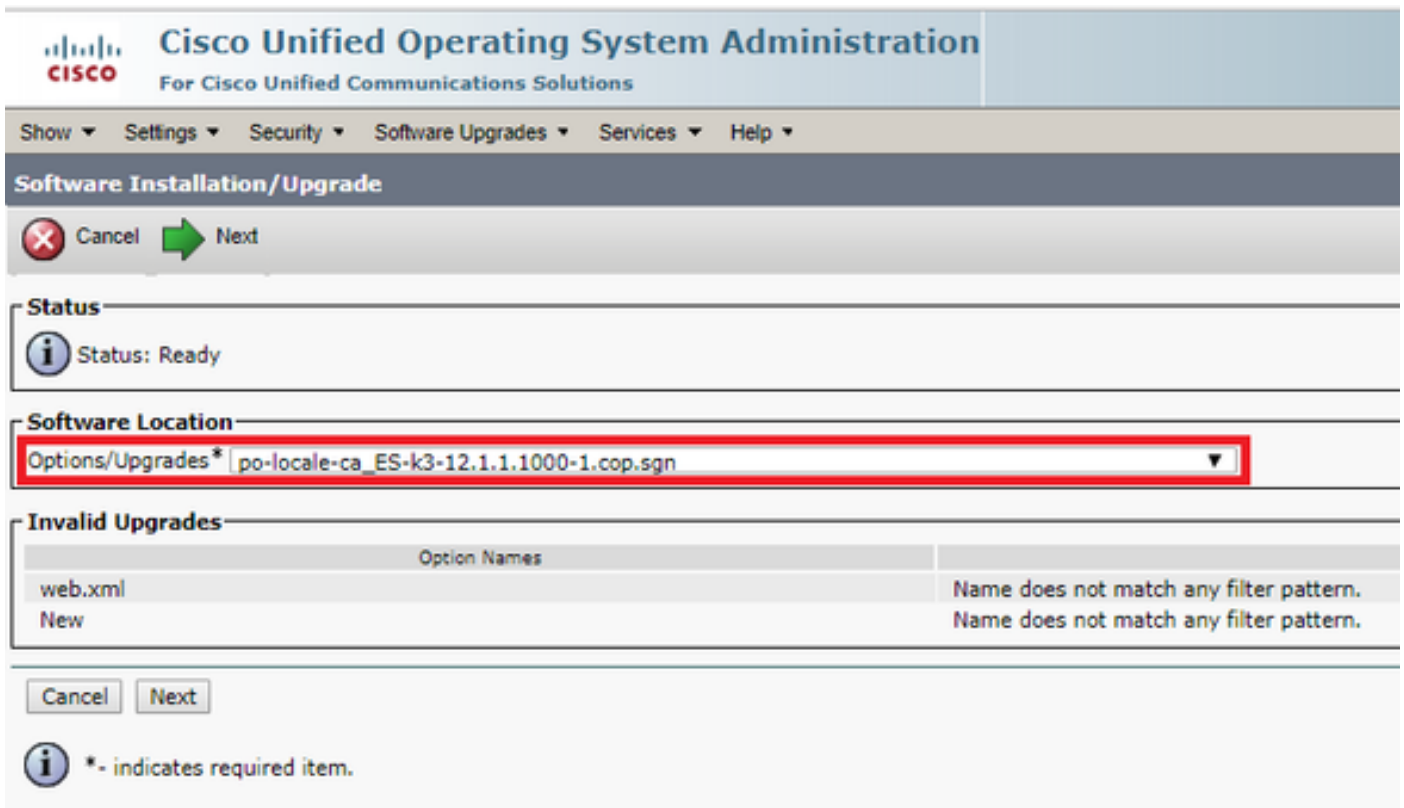 Cisco Unified Operating System Administration
CISCO
For Cisco Unified Communications Solutions
Show Settings Security Software Upgrades Services Help
Software Installation/Upgrade
Cancel Next
Status
Status: Ready
Software Location
Options/Upgrades* po-locale-ca_ES-k3-12.1.1.1000-1.cop.sgn
Invalid Upgrades
Option Names
web.xml Name does not match any filter pattern.
New Name does not match any filter pattern.
Cancel Next
*- indicates required item.